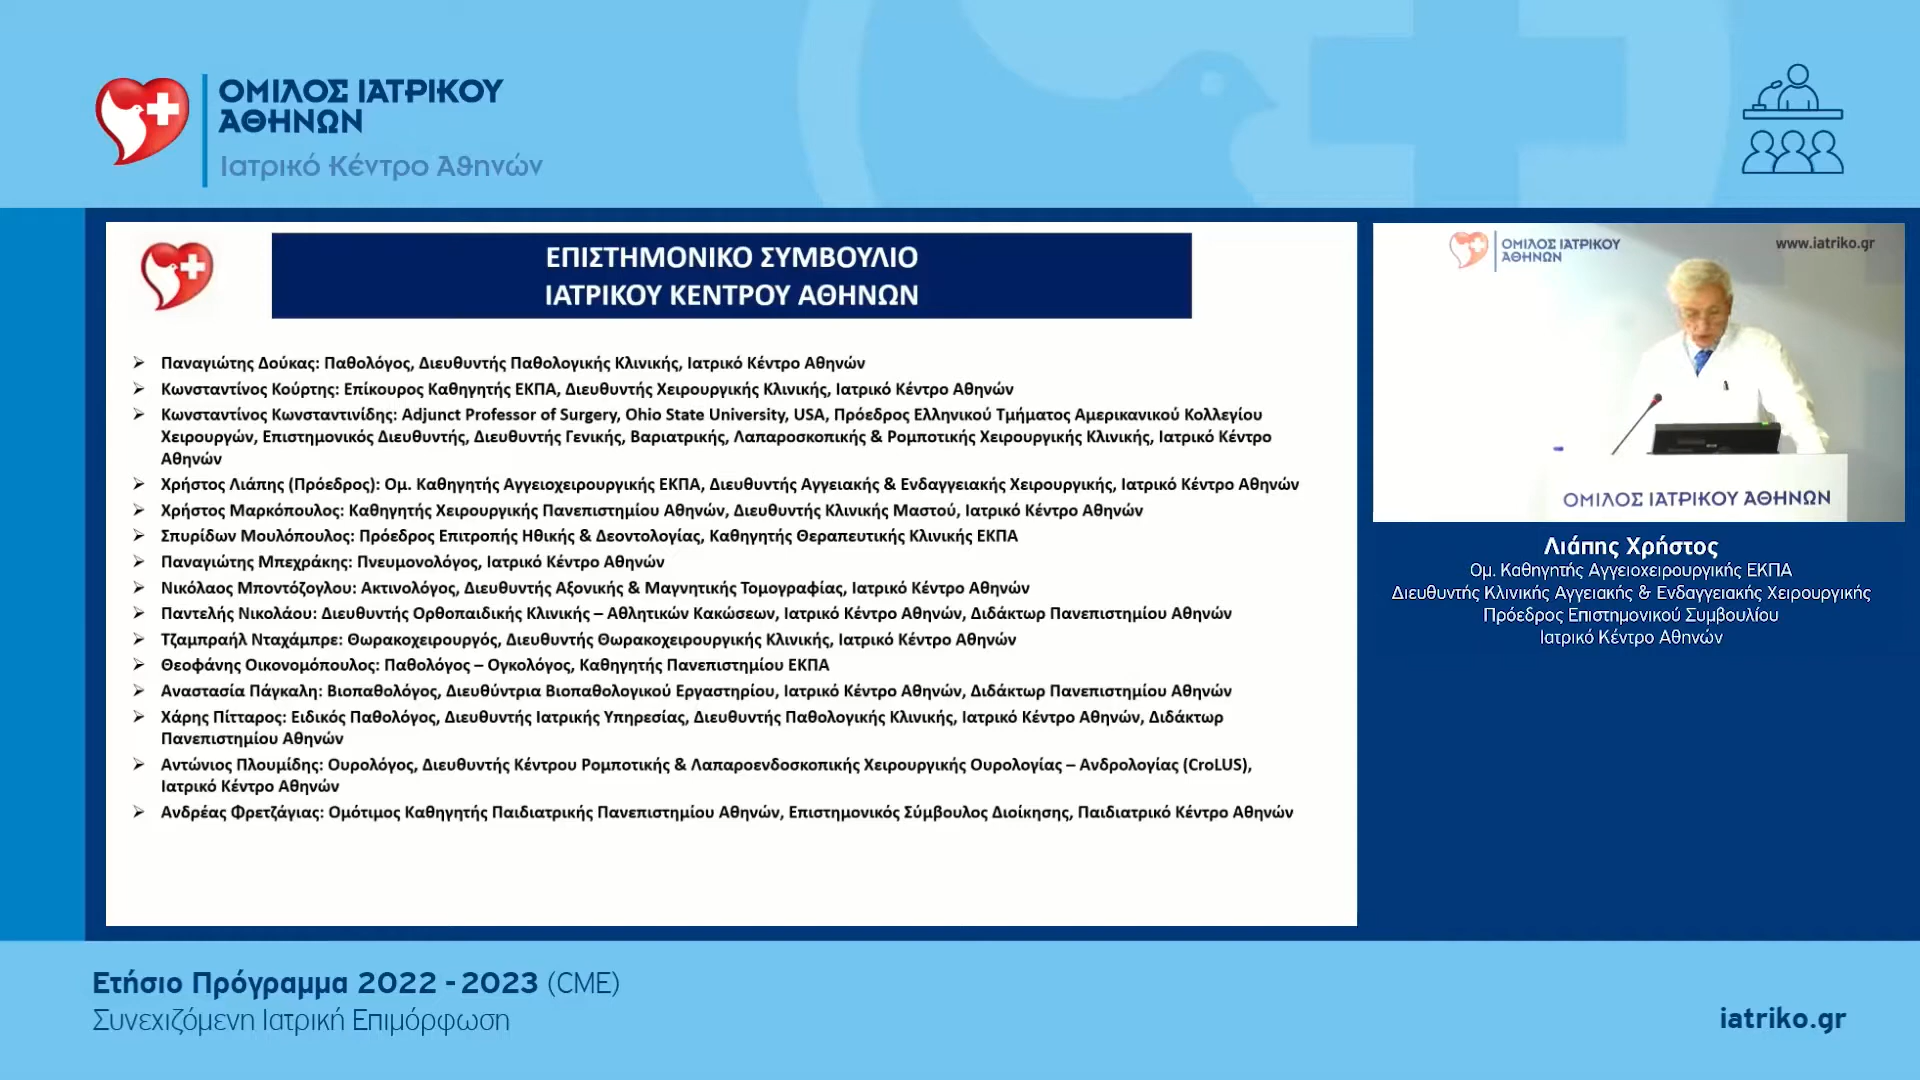 ΟΜΙΛΟΣ ΙΑΤΡΙΚΟΥ
ΑΘΗΝΩΝ
Ιατρικό Κέντρο Αθηνών
ΕΠΙΣΤΗΜΟΝΙΚΟ ΣΥΜΒΟΥΛΙΟ
ΙΑΤΡΙΚΟΥ ΚΕΝΤΡΟΥ ΑΘΗΝΩΝ
Παναγιώτης Δούκας: Παθολόγος, Διευθυντής Παθολογικής Κλινικής, Ιατρικό Κέντρο Αθηνών
Κωνσταντίνος Κούρτης: Επίκουρος Καθηγητής ΕΚΠΑ, Διευθυντής Χειρουργικής Κλινικής, Ιατρικό Κέντρο Αθηνών
Κωνσταντίνος Κωνσταντινίδης: Adjunct Professor of Surgery, Ohio State University, USA, Πρόεδρος Ελληνικού Τμήματος Αμερικανικού Κολλεγίου
Χειρουργών, Επιστημονικός Διευθυντής, Διευθυντής Γενικής, Βαριατρικής, Λαπαροσκοπικής & Ρομποτικής Χειρουργικής Κλινικής, Ιατρικό Κέντρο
Αθηνών
Χρήστος Λιάπης (Πρόεδρος): Ομ. Καθηγητής Αγγειοχειρουργικής ΕΚΠΑ, Διευθυντής Αγγειακής & Ενδαγγειακής Χειρουργικής, Ιατρικό Κέντρο Αθηνών
Χρήστος Μαρκόπουλος: Καθηγητής Χειρουργικής Πανεπιστημίου Αθηνών, Διευθυντής Κλινικής Μαστού, Ιατρικό Κέντρο Αθηνών
Σπυρίδων Μουλόπουλος: Πρόεδρος Επιτροπής Ηθικής & Δεοντολογίας, Καθηγητής Θεραπευτικής Κλινικής ΕΚΠΑ
Παναγιώτης Μπεχράκης: Πνευμονολόγος, Ιατρικό Κέντρο Αθηνών
Νικόλαος Μποντόζογλου: Ακτινολόγος, Διευθυντής Αξονικής & Μαγνητικής Τομογραφίας, Ιατρικό Κέντρο Αθηνών
Παντελής Νικολάου: Διευθυντής Ορθοπαιδικής Κλινικής – Αθλητικών Κακώσεων, Ιατρικό Κέντρο Αθηνών, Διδάκτωρ Πανεπιστημίου Αθηνών
Τζαμπραήλ Νταχάμπρε: Θωρακοχειρουργός, Διευθυντής Θωρακοχειρουργικής Κλινικής, Ιατρικό Κέντρο Αθηνών
Θεοφάνης Οικονομόπουλος: Παθολόγος – Ογκολόγος, Καθηγητής Πανεπιστημίου ΕΚΠΑ
Αναστασία Πάγκαλη: Βιοπαθολόγος, Διευθύντρια Βιοπαθολογικού Εργαστηρίου, Ιατρικό Κέντρο Αθηνών, Διδάκτωρ Πανεπιστημίου Αθηνών
Χάρης Πίτταρος: Ειδικός Παθολόγος, Διευθυντής Ιατρικής Υπηρεσίας, Διευθυντής Παθολογικής Κλινικής, Ιατρικό Κέντρο Αθηνών, Διδάκτωρ
Πανεπιστημίου Αθηνών
Αντώνιος Πλουμίδης: Ουρολόγος, Διευθυντής Κέντρου Ρομποτικής & Λαπαροενδοσκοπικής Χειρουργικής Ουρολογίας – Ανδρολογίας (CroLUS),
Ιατρικό Κέντρο Αθηνών
Ανδρέας Φρετζάγιας: Ομότιμος Καθηγητής Παιδιατρικής Πανεπιστημίου Αθηνών, Επιστημονικός Σύμβουλος Διοίκησης, Παιδιατρικό Κέντρο Αθηνών
ΟΜΙΛΟΣ ΙΑΤΡΙΚΟΥ
ΑΘΗΝΩΝ
www.iatriko.gr
ΟΜΙΛΟΣ ΙΑΤΡΙΚΟΥ ΑΘΗΝΩΝ
Λιάπης Χρήστος
Ομ. Καθηγητής Αγγειοχειρουργικής ΕΚΠΑ
Διευθυντής Κλινικής Αγγειακής & Ενδαγγειακής Χειρουργικής
Πρόεδρος Επιστημονικού Συμβουλίου
Ιατρικό Κέντρο Αθηνών
Ετήσιο Πρόγραμμα 2022 - 2023 (CME)
Συνεχιζόμενη Ιατρική Επιμόρφωση
iatriko.gr